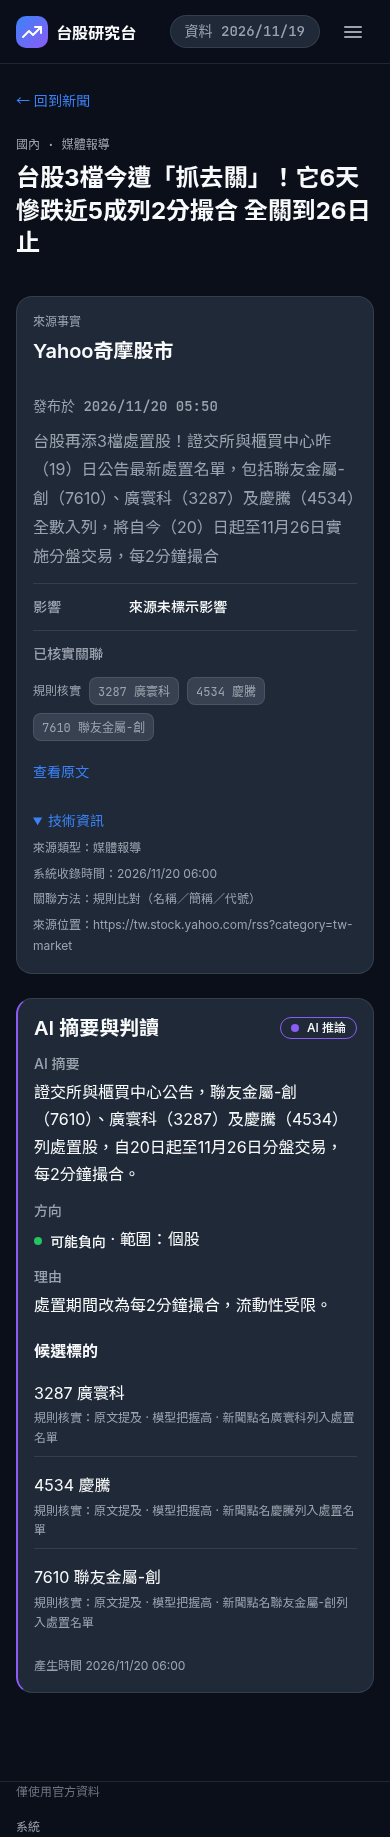 台股研究台
資料 2026/11/19
← 回到新聞
國內 · 媒體報導
台股3檔今遭「抓去關」！它6天
慘跌近5成列2分撮合 全關到26日
止
來源事實
Yahoo奇摩股市
發布於 2026/11/20 05:50
台股再添3檔處置股！證交所與櫃買中心昨
（19）日公告最新處置名單，包括聯友金屬-
創（7610）、廣寰科（3287）及慶騰（4534）
全數入列，將自今（20）日起至11月26日實
施分盤交易，每2分鐘撮合
影響 來源未標示影響
已核實關聯
規則核實 3287 廣寰科 4534 慶騰
7610 聯友金屬-創
查看原文
▼ 技術資訊
來源類型：媒體報導
系統收錄時間：2026/11/20 06:00
關聯方法：規則比對（名稱／簡稱／代號）
來源位置：https://tw.stock.yahoo.com/rss?category=tw-
market
AI 摘要與判讀
AI 推論
AI 摘要
證交所與櫃買中心公告，聯友金屬-創
（7610）、廣寰科（3287）及慶騰（4534）
列處置股，自20日起至11月26日分盤交易，
每2分鐘撮合。
方向
可能負向 · 範圍：個股
理由
處置期間改為每2分鐘撮合，流動性受限。
候選標的
3287 廣寰科
規則核實：原文提及 · 模型把握高 · 新聞點名廣寰科列入處置
名單
4534 慶騰
規則核實：原文提及 · 模型把握高 · 新聞點名慶騰列入處置名
單
7610 聯友金屬-創
規則核實：原文提及 · 模型把握高 · 新聞點名聯友金屬-創列
入處置名單
產生時間 2026/11/20 06:00
僅使用官方資料
系統